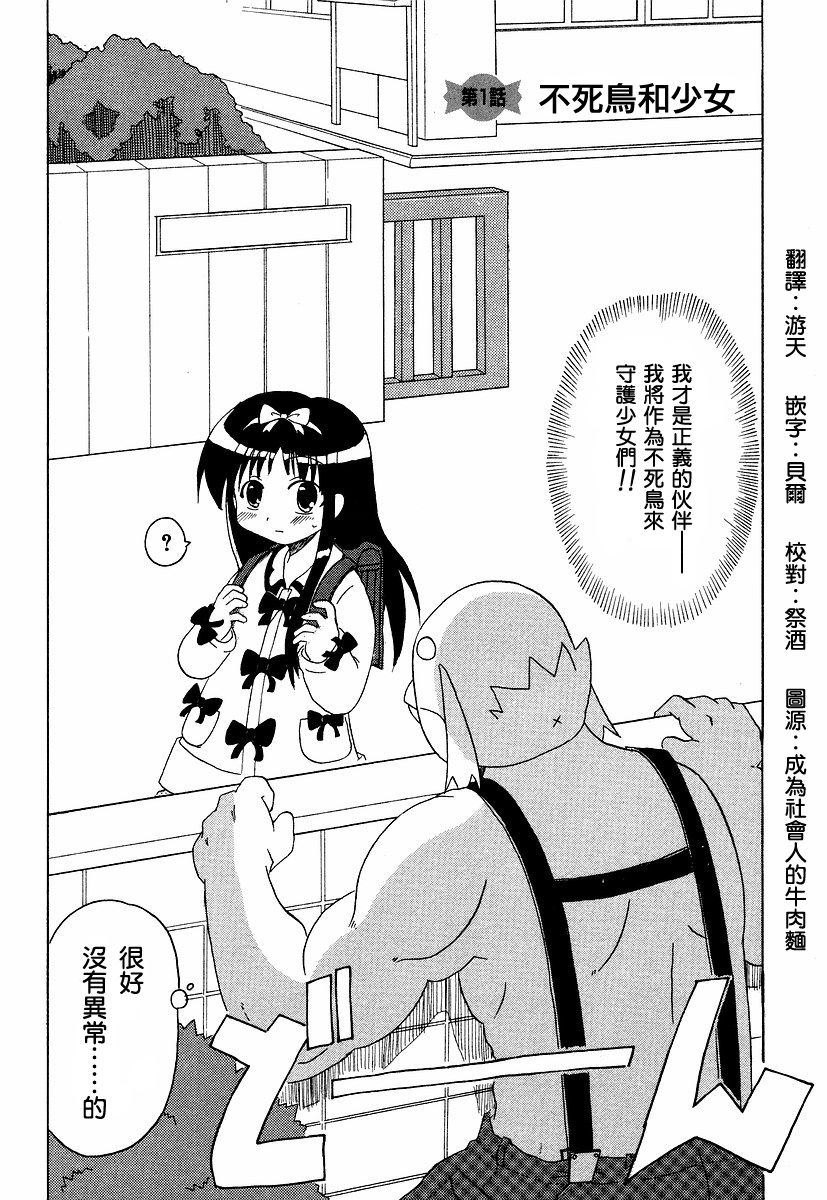 第1話
不死鳥和少女
我才是正義的伙伴——
我將作為不死鳥來
守護少女們!!
?
很好
沒有異常……的
じーん
翻譯：游天 嵌字：貝爾 校對：祭酒 圖源：成為社會人的牛肉麵